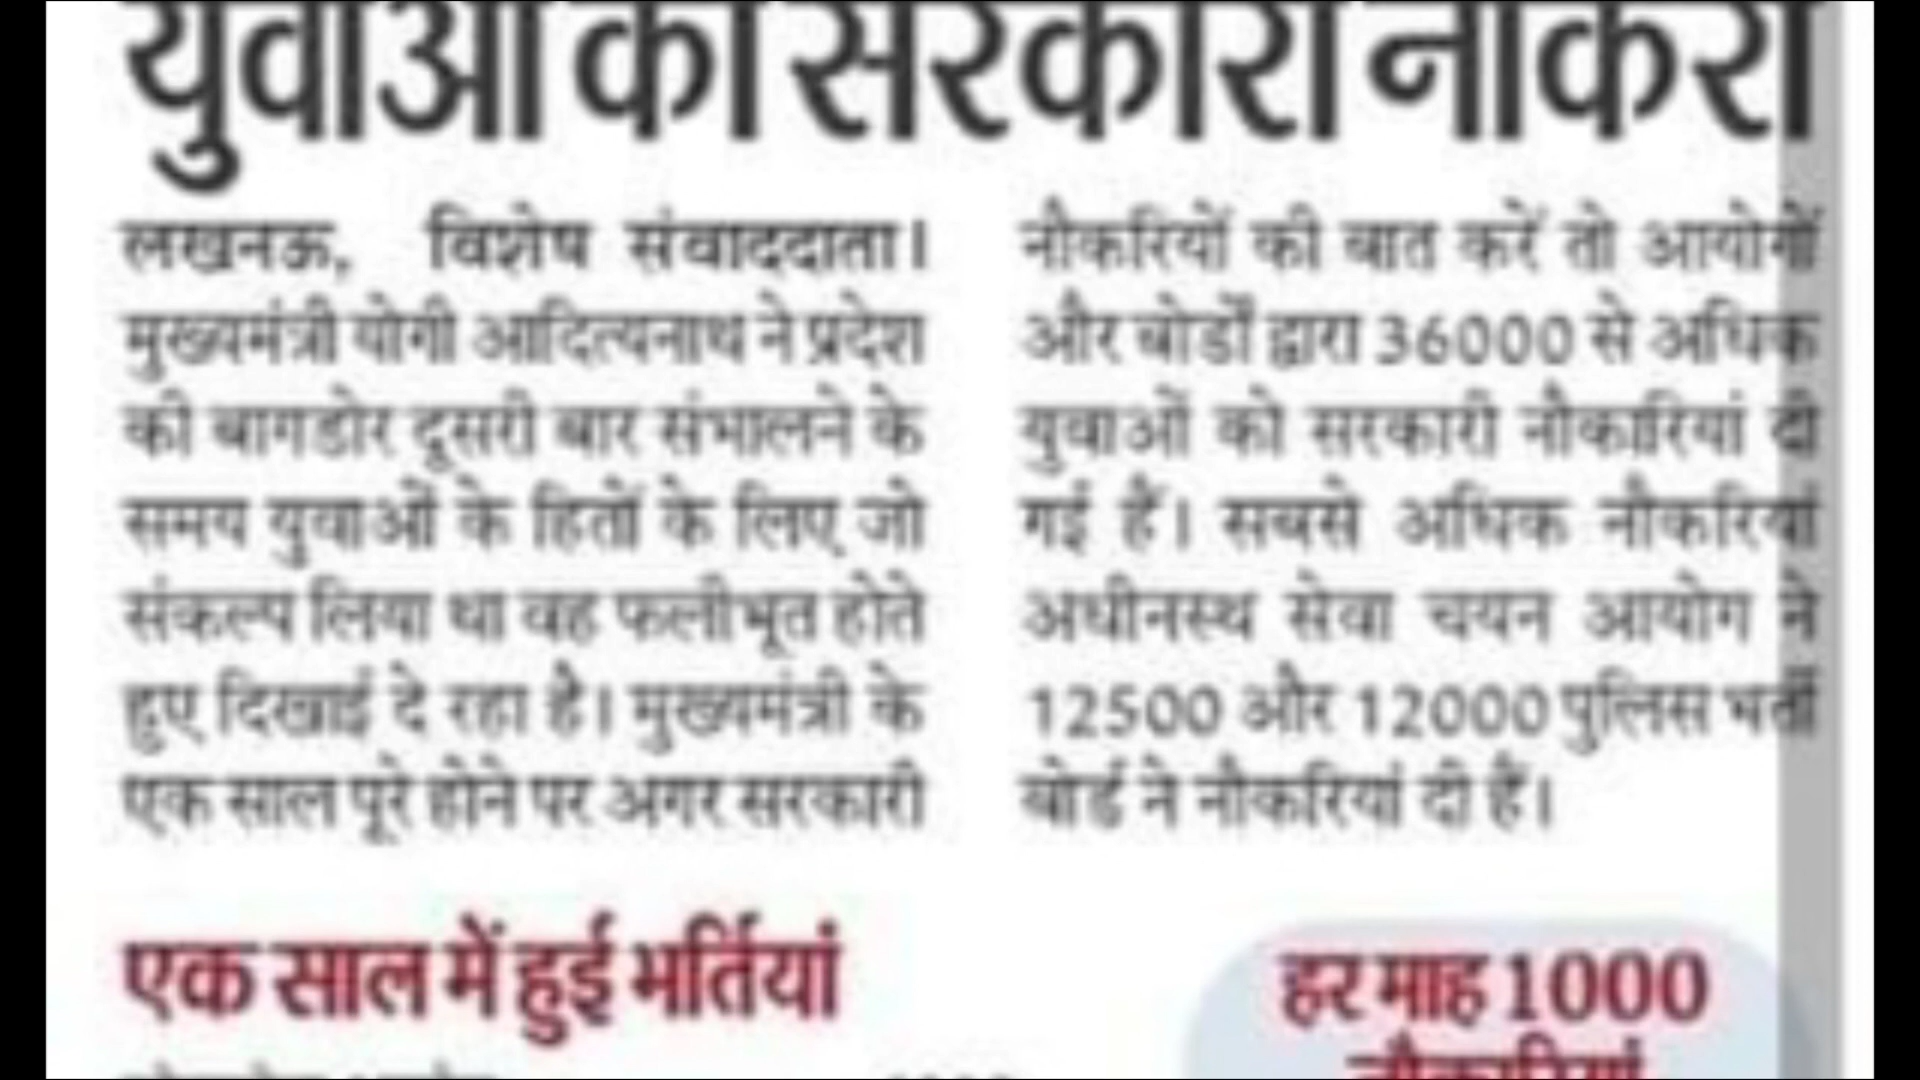 युवाओं को सरकारी नौकरी
लखनऊ, विशेष संवाददाता।
मुख्यमंत्री योगी आदित्यनाथ ने प्रदेश
की बागडोर दूसरी बार संभालने के
समय युवाओं के हितों के लिए जो
संकल्प लिया था वह फलीभूत होते
हुए दिखाई दे रहा है। मुख्यमंत्री के
एक साल पूरे होने पर अगर सरकारी
नौकरियों की बात करें तो आयोगों
और बोर्डों द्वारा 36000 से अधिक
युवाओं को सरकारी नौकारियां दी
गई हैं। सबसे अधिक नौकरियां
अधीनस्थ सेवा चयन आयोग ने
12500 और 12000 पुलिस भर्ती
बोर्ड ने नौकरियां दी हैं।
एक साल में हुई भर्तियां
हर माह 1000
नौकारियां